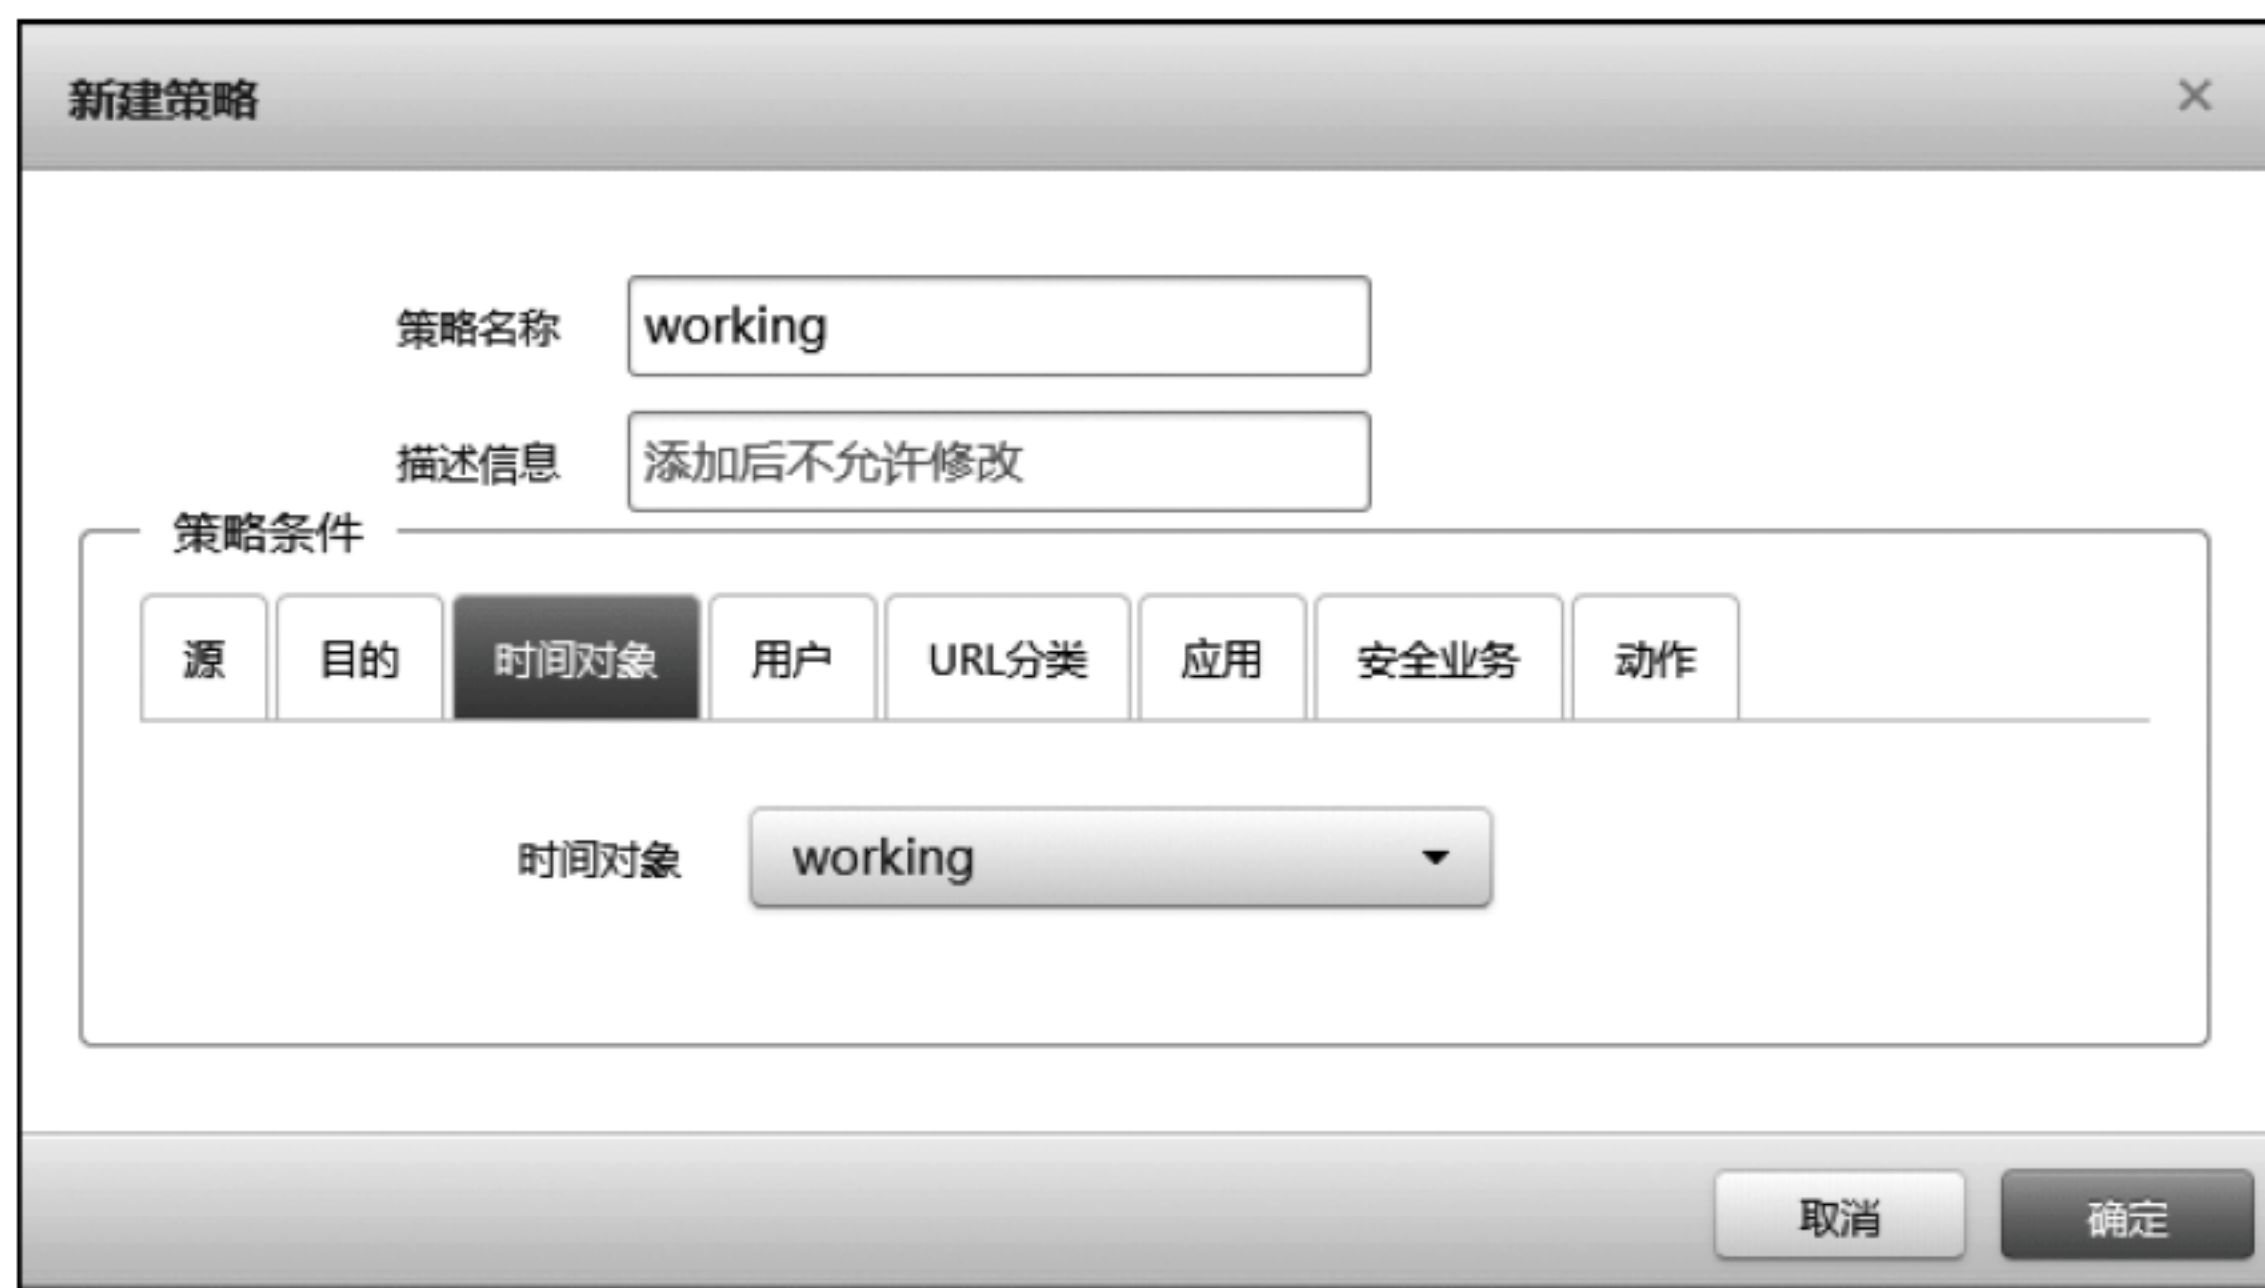 新建策略
策略名称 working
描述信息 添加后不允许修改
策略条件
源 目的 时间对象 用户 URL分类 应用 安全业务 动作
时间对象 working
取消 确定